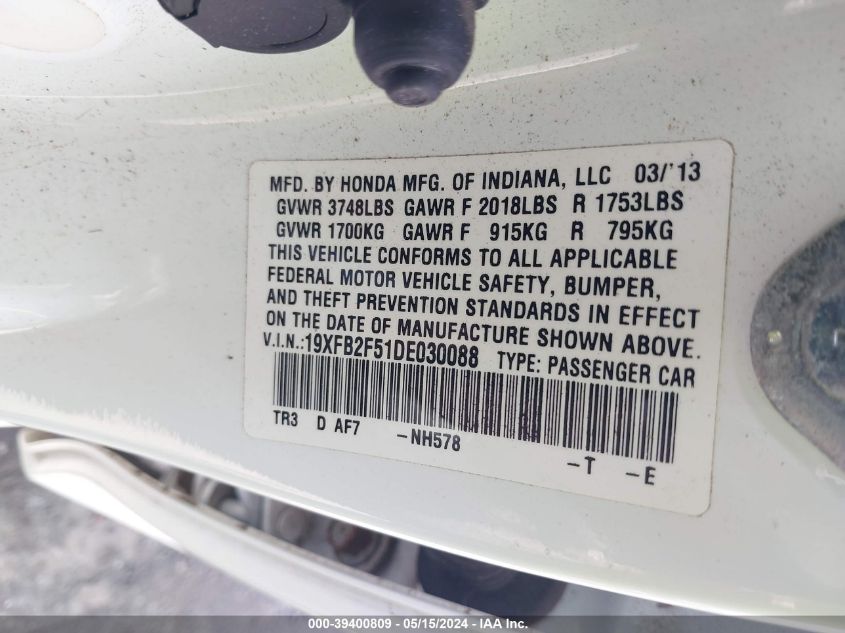 MFD. BY HONDA MFG. OF INDIANA, LLC 03/'13
GVWR 3748LBS GAWR F 2018LBS R 1753LBS
GVWR 1700KG GAWR F 915KG R 795KG
THIS VEHICLE CONFORMS TO ALL APPLICABLE
FEDERAL MOTOR VEHICLE SAFETY, BUMPER,
AND THEFT PREVENTION STANDARDS IN EFFECT
ON THE DATE OF MANUFACTURE SHOWN ABOVE.
V.I.N.:19XFB2F51DE030088 TYPE: PASSENGER CAR
TR3 D AF7 -NH578 -T -E
000-39400809 - 05/15/2024 - IAA Inc.